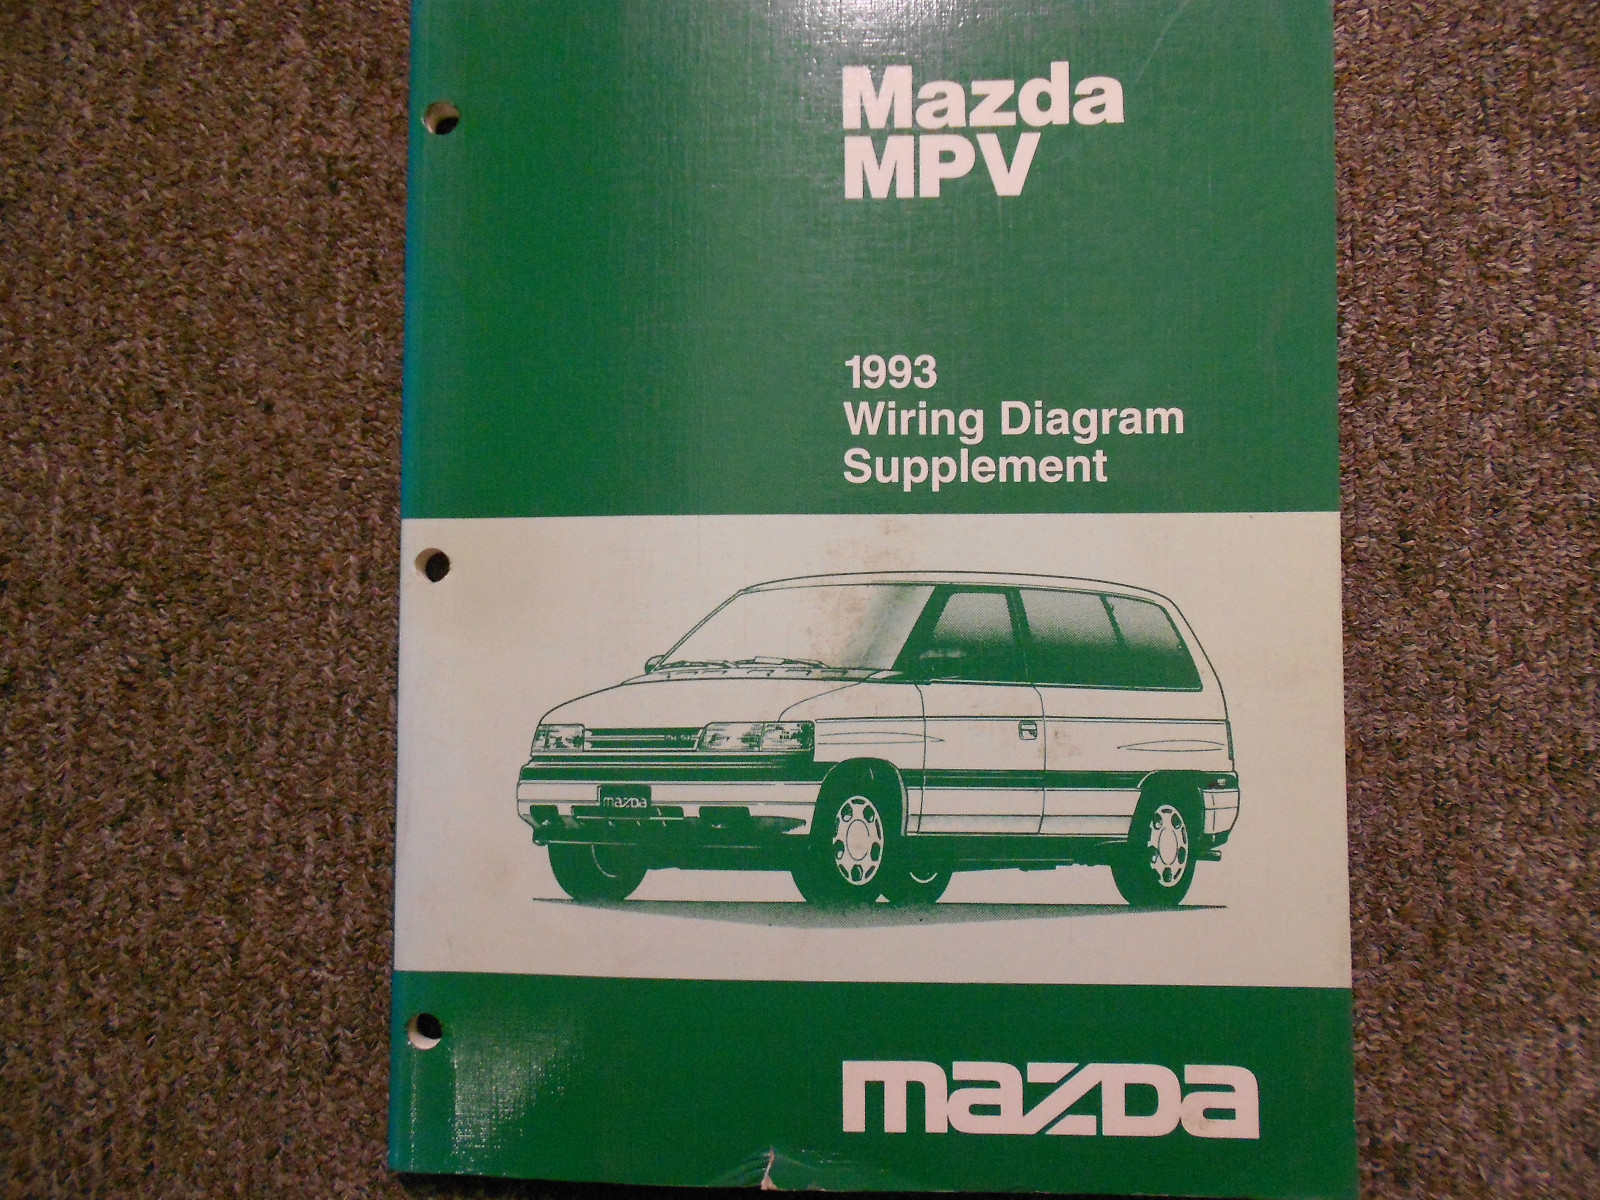 Mazda
MPV
1993
Wiring Diagram
Supplement
mazda
mazda